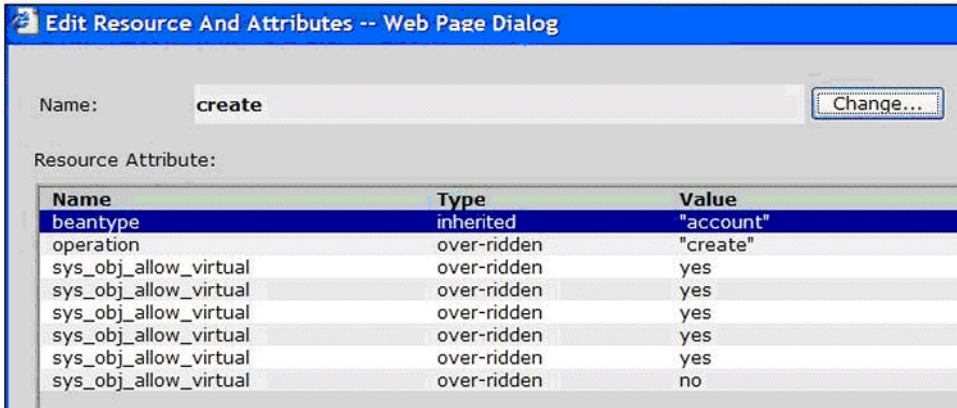 Edit Resource And Attributes -- Web Page Dialog
Name: create Change...
Resource Attribute:
Name Type Value
beantype inherited "account"
operation over-ridden "create"
sys_obj_allow_virtual over-ridden yes
sys_obj_allow_virtual over-ridden yes
sys_obj_allow_virtual over-ridden yes
sys_obj_allow_virtual over-ridden yes
sys_obj_allow_virtual over-ridden yes
sys_obj_allow_virtual over-ridden no